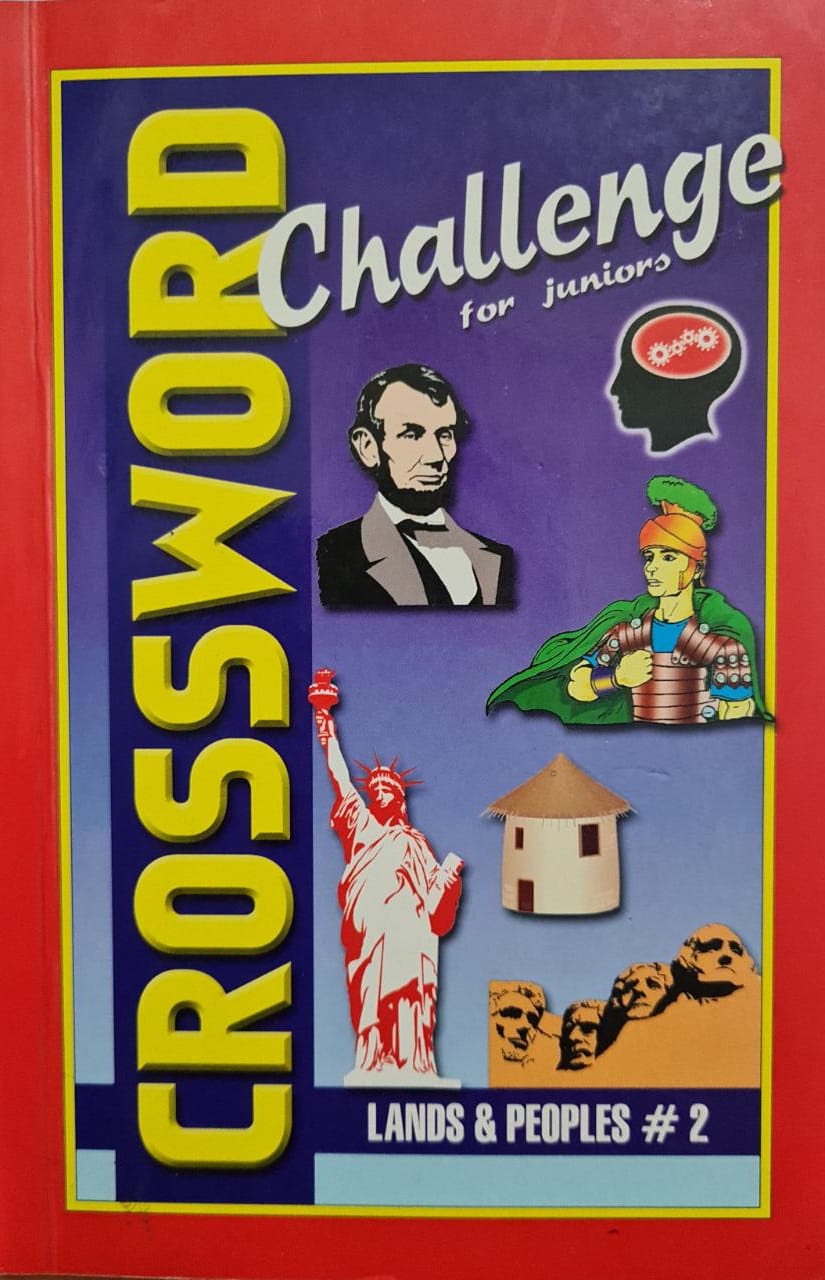 CROSSWORD
Challenge
for juniors
LANDS & PEOPLES # 2